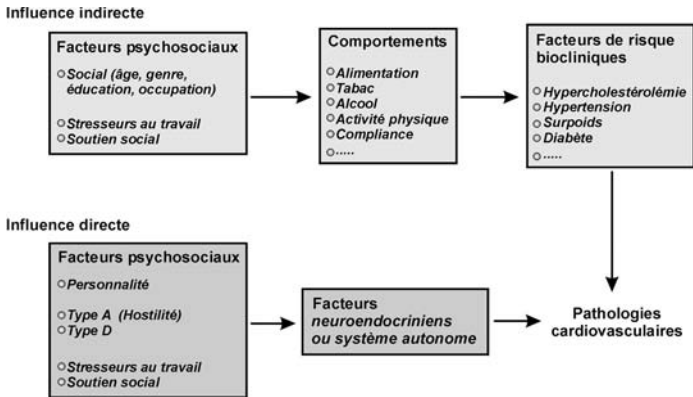 Influence indirecte
Facteurs psychosociaux
Social (âge, genre,
éducation, occupation)
Stresseurs au travail
Soutien social
Comportements
Alimentation
Tabac
Alcool
Activité physique
Compliance
.....
Facteurs de risque
biocliniques
Hypercholestérolémie
Hypertension
Surpoids
Diabète
.....
Influence directe
Facteurs psychosociaux
Personnalité
Type A (Hostilité)
Type D
Stresseurs au travail
Soutien social
Facteurs
neuroendocriniens
ou système autonome
Pathologies
cardiovasculaires